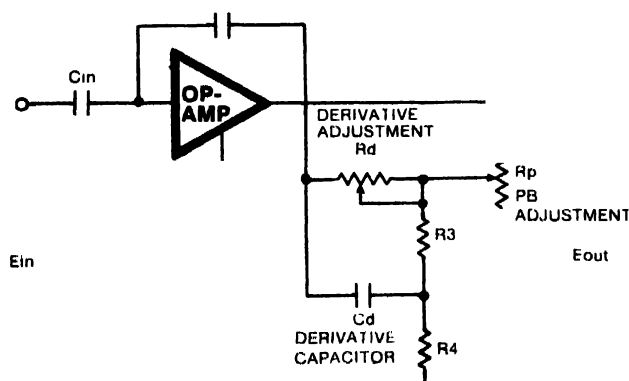 Cin
OP-
AMP
DERIVATIVE
ADJUSTMENT
Rd
Rp
PB
ADJUSTMENT
R3
Ein
Eout
Cd
DERIVATIVE
CAPACITOR
R4